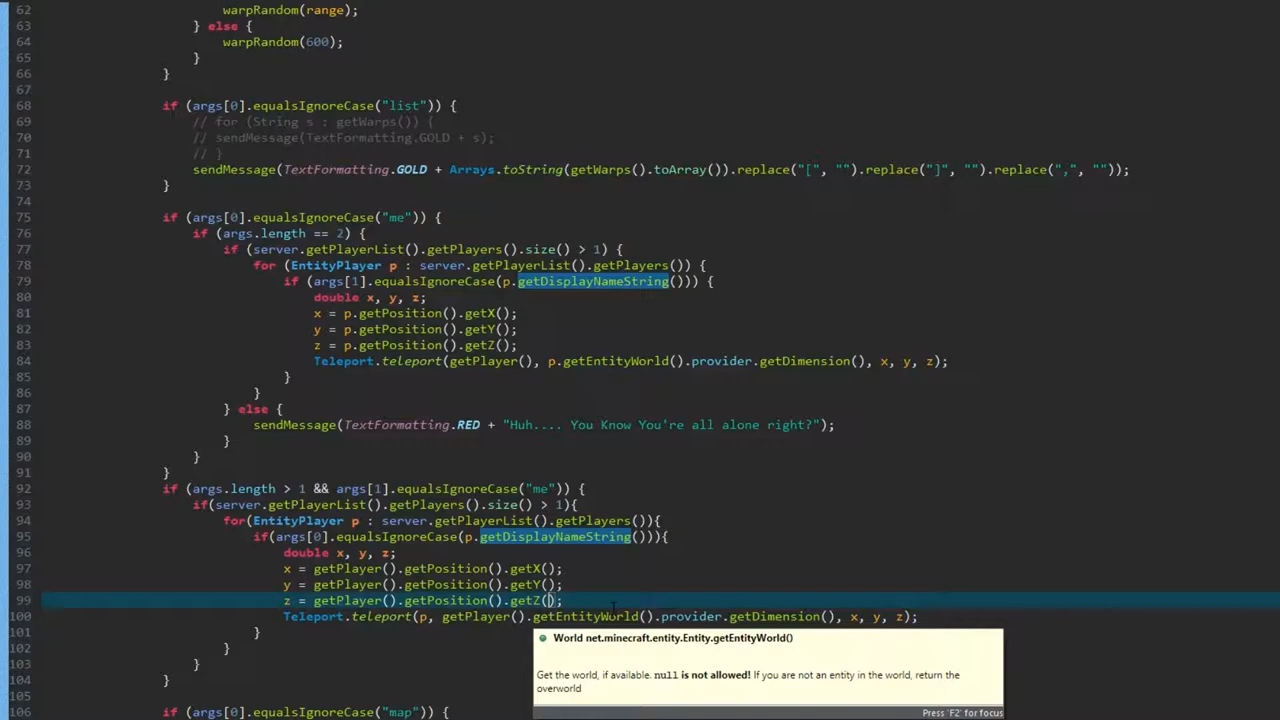 62 warpRandom(range);
63 } else {
64 warpRandom(600);
65 }
66 }
67
68 if (args[0].equalsIgnoreCase("list")) {
69 // for (String s : getWarps()) {
70 // sendMessage(TextFormatting.GOLD + s);
71 // }
72 sendMessage(TextFormatting.GOLD + Arrays.toString(getWarps().toArray()).replace("[", "").replace("]", "").replace(",", ""));
73 }
74
75 if (args[0].equalsIgnoreCase("me")) {
76 if (args.length == 2) {
77 if (server.getPlayerList().getPlayers().size() > 1) {
78 for (EntityPlayer p : server.getPlayerList().getPlayers()) {
79 if (args[1].equalsIgnoreCase(p.getDisplayNameString())) {
80 double x, y, z;
81 x = p.getPosition().getX();
82 y = p.getPosition().getY();
83 z = p.getPosition().getZ();
84 Teleport.teleport(getPlayer(), p.getEntityWorld().provider.getDimension(), x, y, z);
85 }
86 }
87 } else {
88 sendMessage(TextFormatting.RED + "Huh.... You Know You're all alone right?");
89 }
90 }
91 }
92 if (args.length > 1 && args[1].equalsIgnoreCase("me")) {
93 if(server.getPlayerList().getPlayers().size() > 1){
94 for(EntityPlayer p : server.getPlayerList().getPlayers()){
95 if(args[0].equalsIgnoreCase(p.getDisplayNameString())){
96 double x, y, z;
97 x = getPlayer().getPosition().getX();
98 y = getPlayer().getPosition().getY();
99 z = getPlayer().getPosition().getZ();
100 Teleport.teleport(p, getPlayer().getEntityWorld().provider.getDimension(), x, y, z);
101 }
102 }
103 }
104 }
105
106 if (args[0].equalsIgnoreCase("map")) {
World net.minecraft.entity.Entity.getEntityWorld()
Get the world, if available. null is not allowed! If you are not an entity in the world, return the
overworld
Press 'F2' for focus